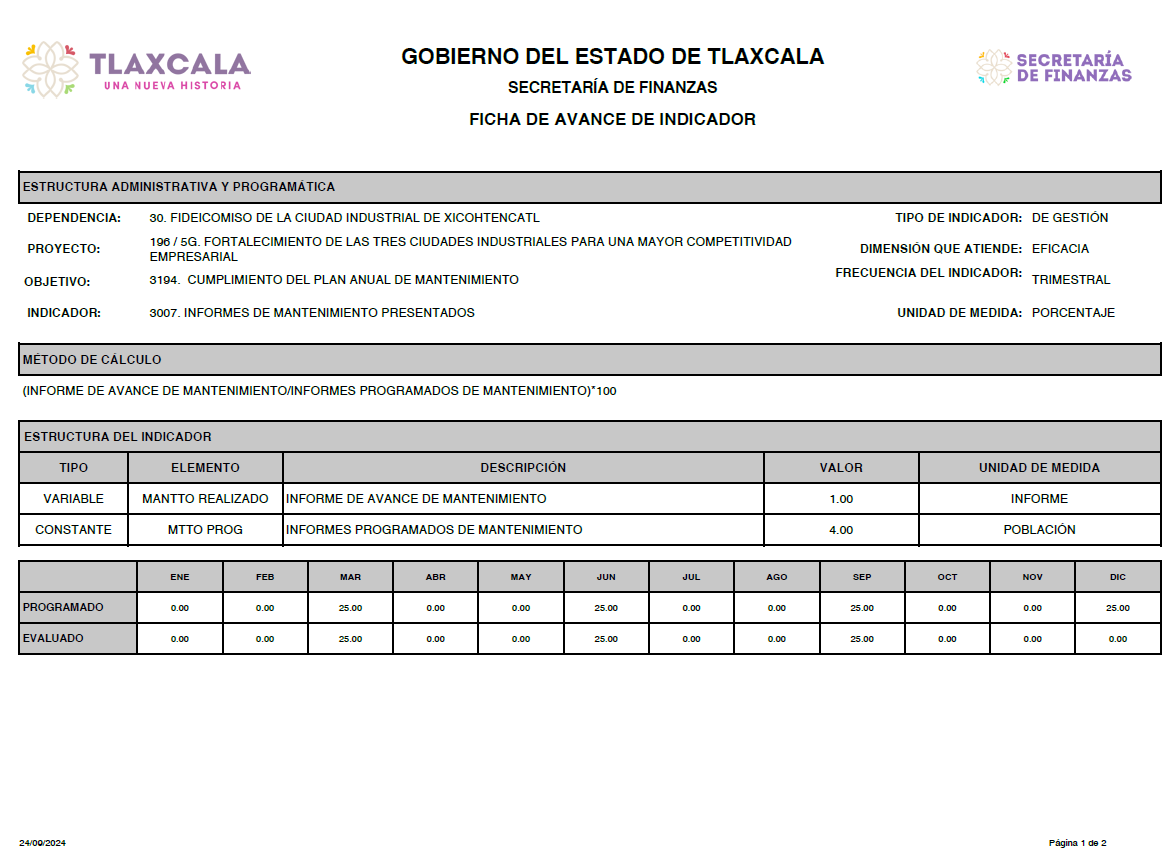 TLAXCALA
UNA NUEVA HISTORIA
GOBIERNO DEL ESTADO DE TLAXCALA
SECRETARÍA DE FINANZAS
FICHA DE AVANCE DE INDICADOR
SECRETARÍA
DE FINANZAS
ESTRUCTURA ADMINISTRATIVA Y PROGRAMÁTICA
DEPENDENCIA: 30. FIDEICOMISO DE LA CIUDAD INDUSTRIAL DE XICOHTENCATL TIPO DE INDICADOR: DE GESTIÓN
PROYECTO: 196 / 5G. FORTALECIMIENTO DE LAS TRES CIUDADES INDUSTRIALES PARA UNA MAYOR COMPETITIVIDAD
EMPRESARIAL DIMENSIÓN QUE ATIENDE: EFICACIA
OBJETIVO: 3194. CUMPLIMIENTO DEL PLAN ANUAL DE MANTENIMIENTO FRECUENCIA DEL INDICADOR: TRIMESTRAL
INDICADOR: 3007. INFORMES DE MANTENIMIENTO PRESENTADOS UNIDAD DE MEDIDA: PORCENTAJE
MÉTODO DE CÁLCULO
(INFORME DE AVANCE DE MANTENIMIENTO/INFORMES PROGRAMADOS DE MANTENIMIENTO)*100
ESTRUCTURA DEL INDICADOR
TIPO ELEMENTO DESCRIPCIÓN VALOR UNIDAD DE MEDIDA
VARIABLE MANTTO REALIZADO INFORME DE AVANCE DE MANTENIMIENTO 1.00 INFORME
CONSTANTE MTTO PROG INFORMES PROGRAMADOS DE MANTENIMIENTO 4.00 POBLACIÓN
ENE FEB MAR ABR MAY JUN JUL AGO SEP OCT NOV DIC
PROGRAMADO 0.00 0.00 25.00 0.00 0.00 25.00 0.00 0.00 25.00 0.00 0.00 25.00
EVALUADO 0.00 0.00 25.00 0.00 0.00 25.00 0.00 0.00 25.00 0.00 0.00 0.00
24/09/2024 Página 1 de 2